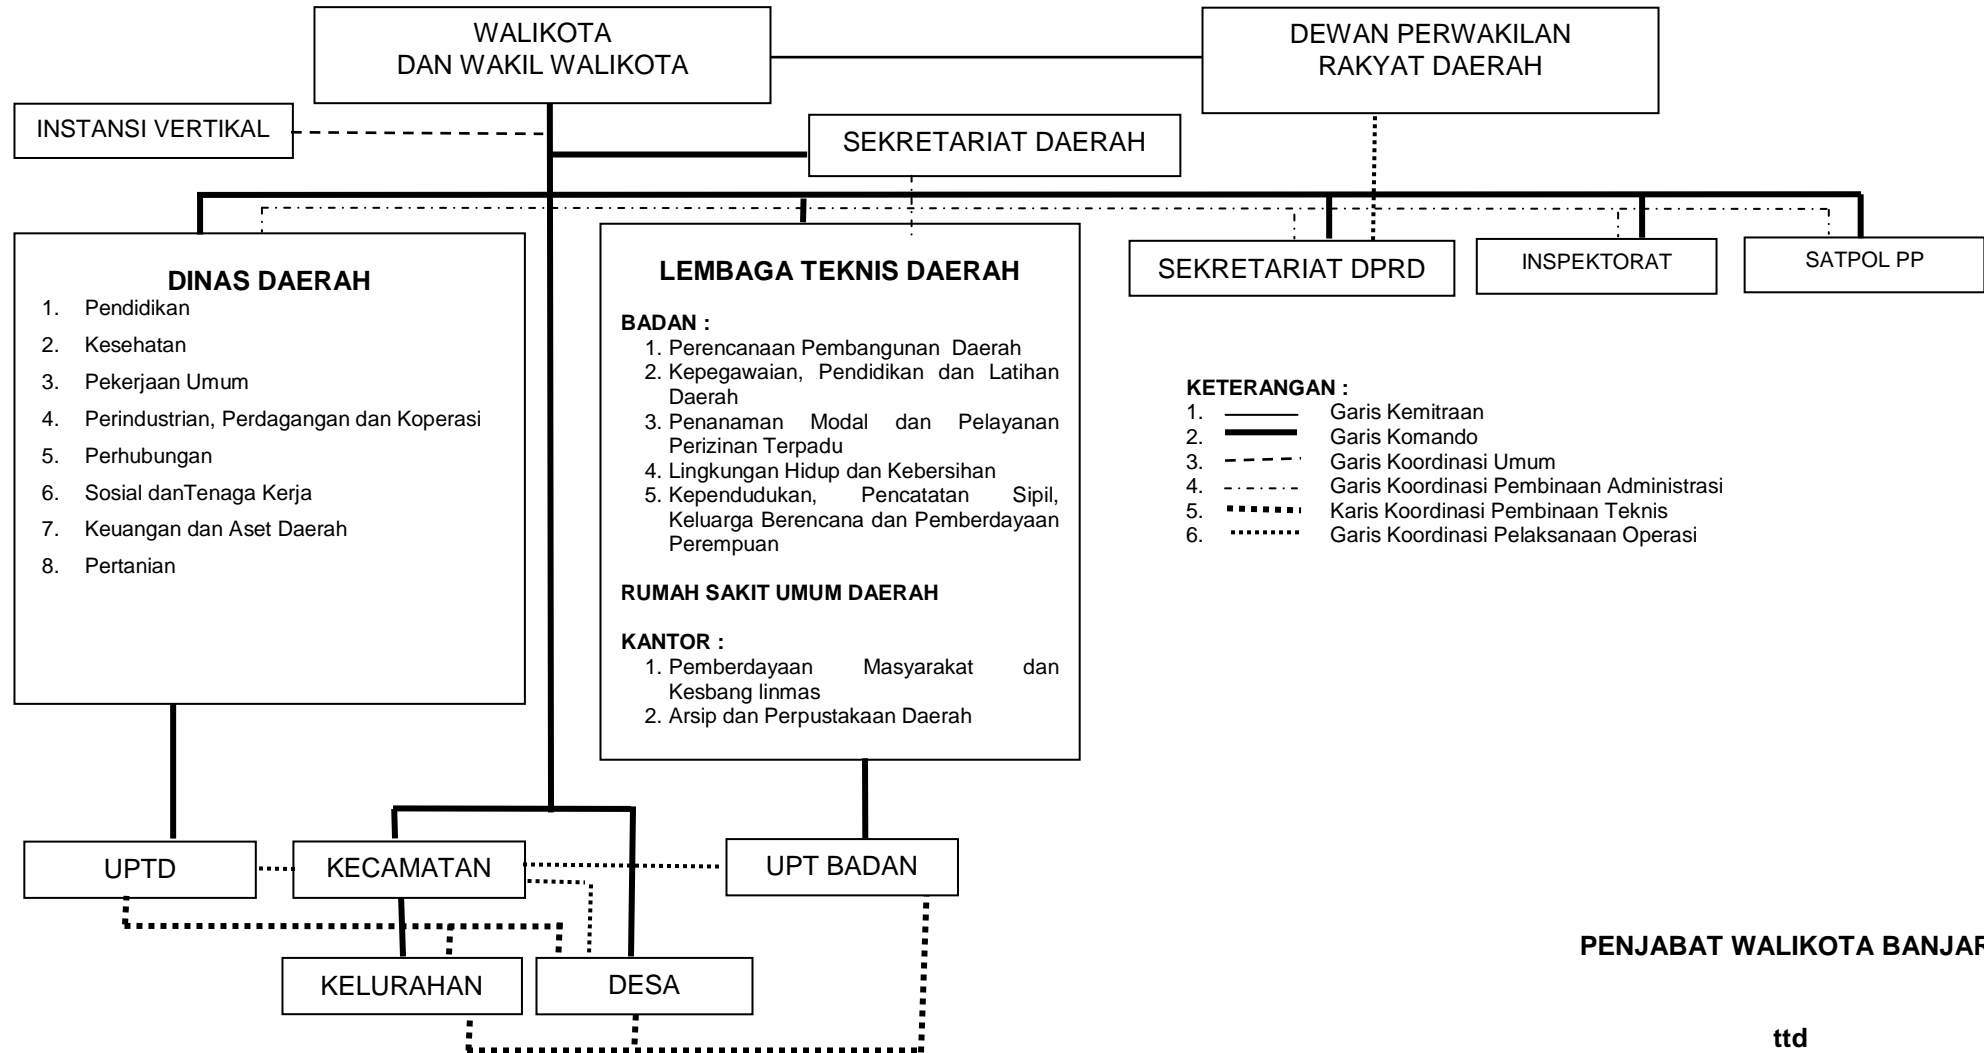 WALIKOTA
DAN WAKIL WALIKOTA
DEWAN PERWAKILAN
RAKYAT DAERAH
INSTANSI VERTIKAL
SEKRETARIAT DAERAH
DINAS DAERAH
1. Pendidikan
2. Kesehatan
3. Pekerjaan Umum
4. Perindustrian, Perdagangan dan Koperasi
5. Perhubungan
6. Sosial danTenaga Kerja
7. Keuangan dan Aset Daerah
8. Pertanian
LEMBAGA TEKNIS DAERAH
BADAN :
1. Perencanaan Pembangunan Daerah
2. Kepegawaian, Pendidikan dan Latihan
Daerah
3. Penanaman Modal dan Pelayanan
Perizinan Terpadu
4. Lingkungan Hidup dan Kebersihan
5. Kependudukan, Pencatatan Sipil,
Keluarga Berencana dan Pemberdayaan
Perempuan
RUMAH SAKIT UMUM DAERAH
KANTOR :
1. Pemberdayaan Masyarakat dan
Kesbang linmas
2. Arsip dan Perpustakaan Daerah
SEKRETARIAT DPRD
INSPEKTORAT
SATPOL PP
KETERANGAN :
1. Garis Kemitraan
2. Garis Komando
3. Garis Koordinasi Umum
4. Garis Koordinasi Pembinaan Administrasi
5. Karis Koordinasi Pembinaan Teknis
6. Garis Koordinasi Pelaksanaan Operasi
UPTD
KECAMATAN
UPT BADAN
KELURAHAN
DESA
PENJABAT WALIKOTA BANJAR
ttd